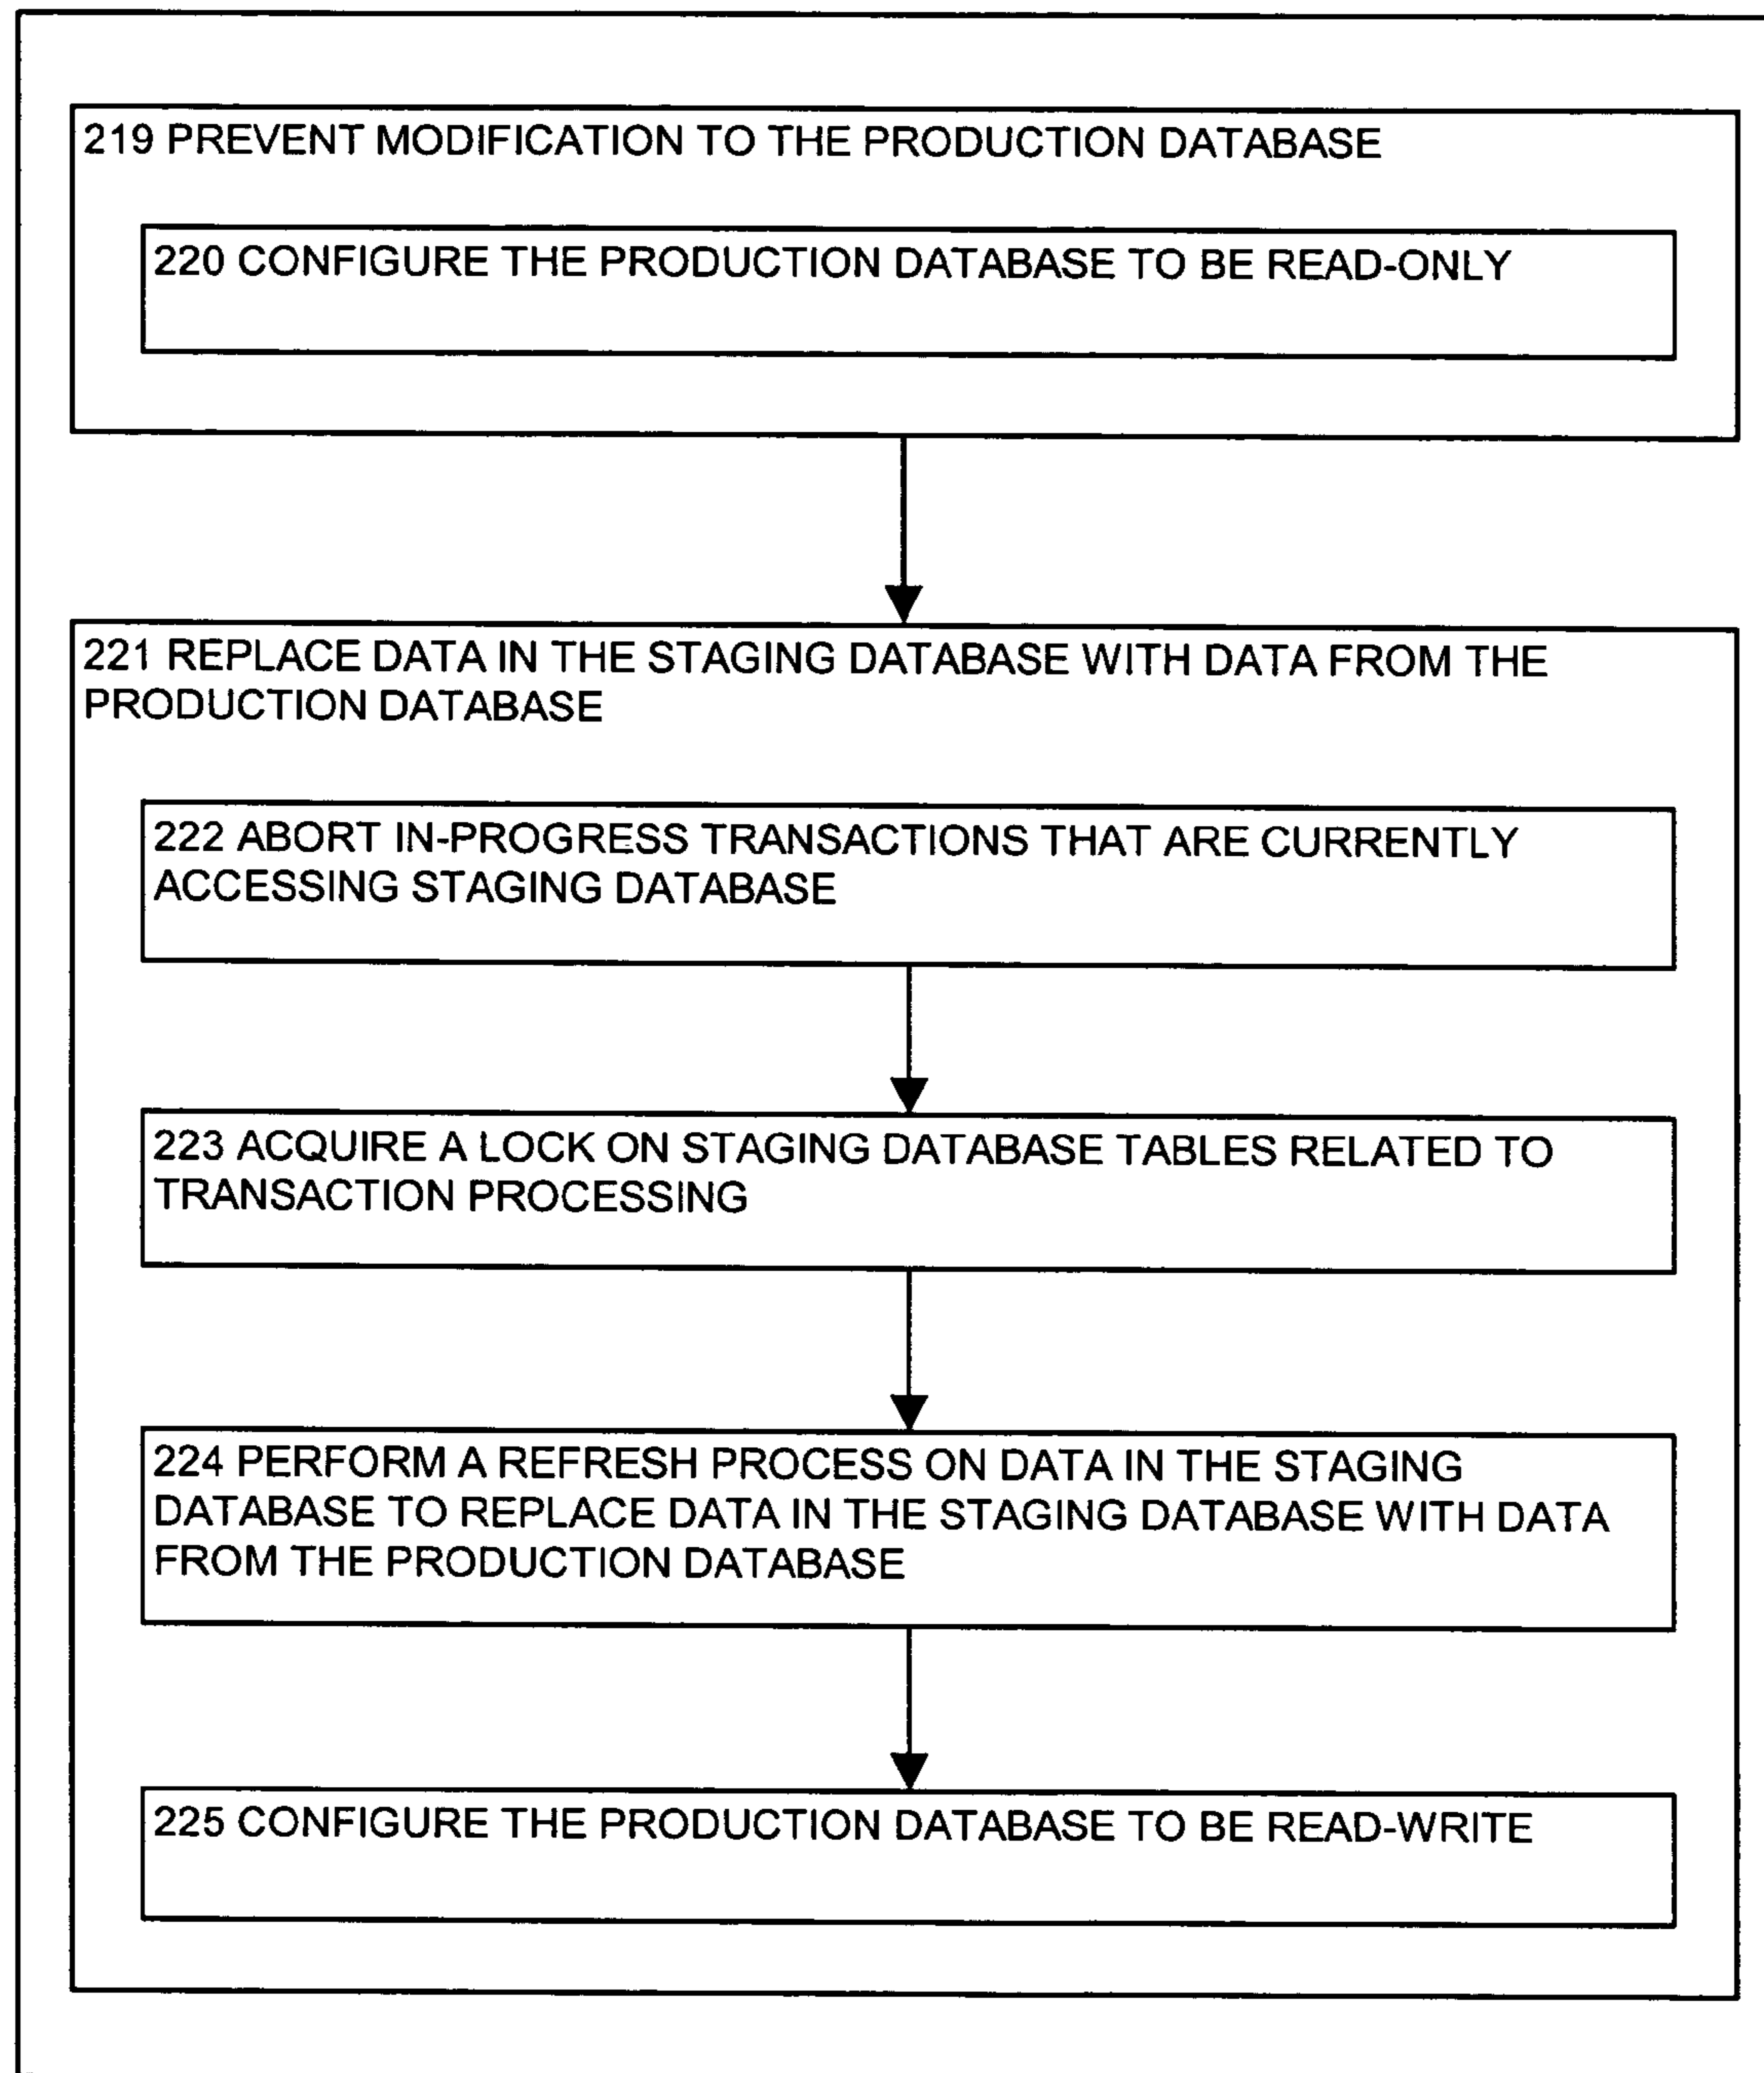 219 PREVENT MODIFICATION TO THE PRODUCTION DATABASE
220 CONFIGURE THE PRODUCTION DATABASE TO BE READ-ONLY
221 REPLACE DATA IN THE STAGING DATABASE WITH DATA FROM THE
PRODUCTION DATABASE
222 ABORT IN-PROGRESS TRANSACTIONS THAT ARE CURRENTLY
ACCESSING STAGING DATABASE
223 ACQUIRE A LOCK ON STAGING DATABASE TABLES RELATED TO
TRANSACTION PROCESSING
224 PERFORM A REFRESH PROCESS ON DATA IN THE STAGING
DATABASE TO REPLACE DATA IN THE STAGING DATABASE WITH DATA
FROM THE PRODUCTION DATABASE
225 CONFIGURE THE PRODUCTION DATABASE TO BE READ-WRITE